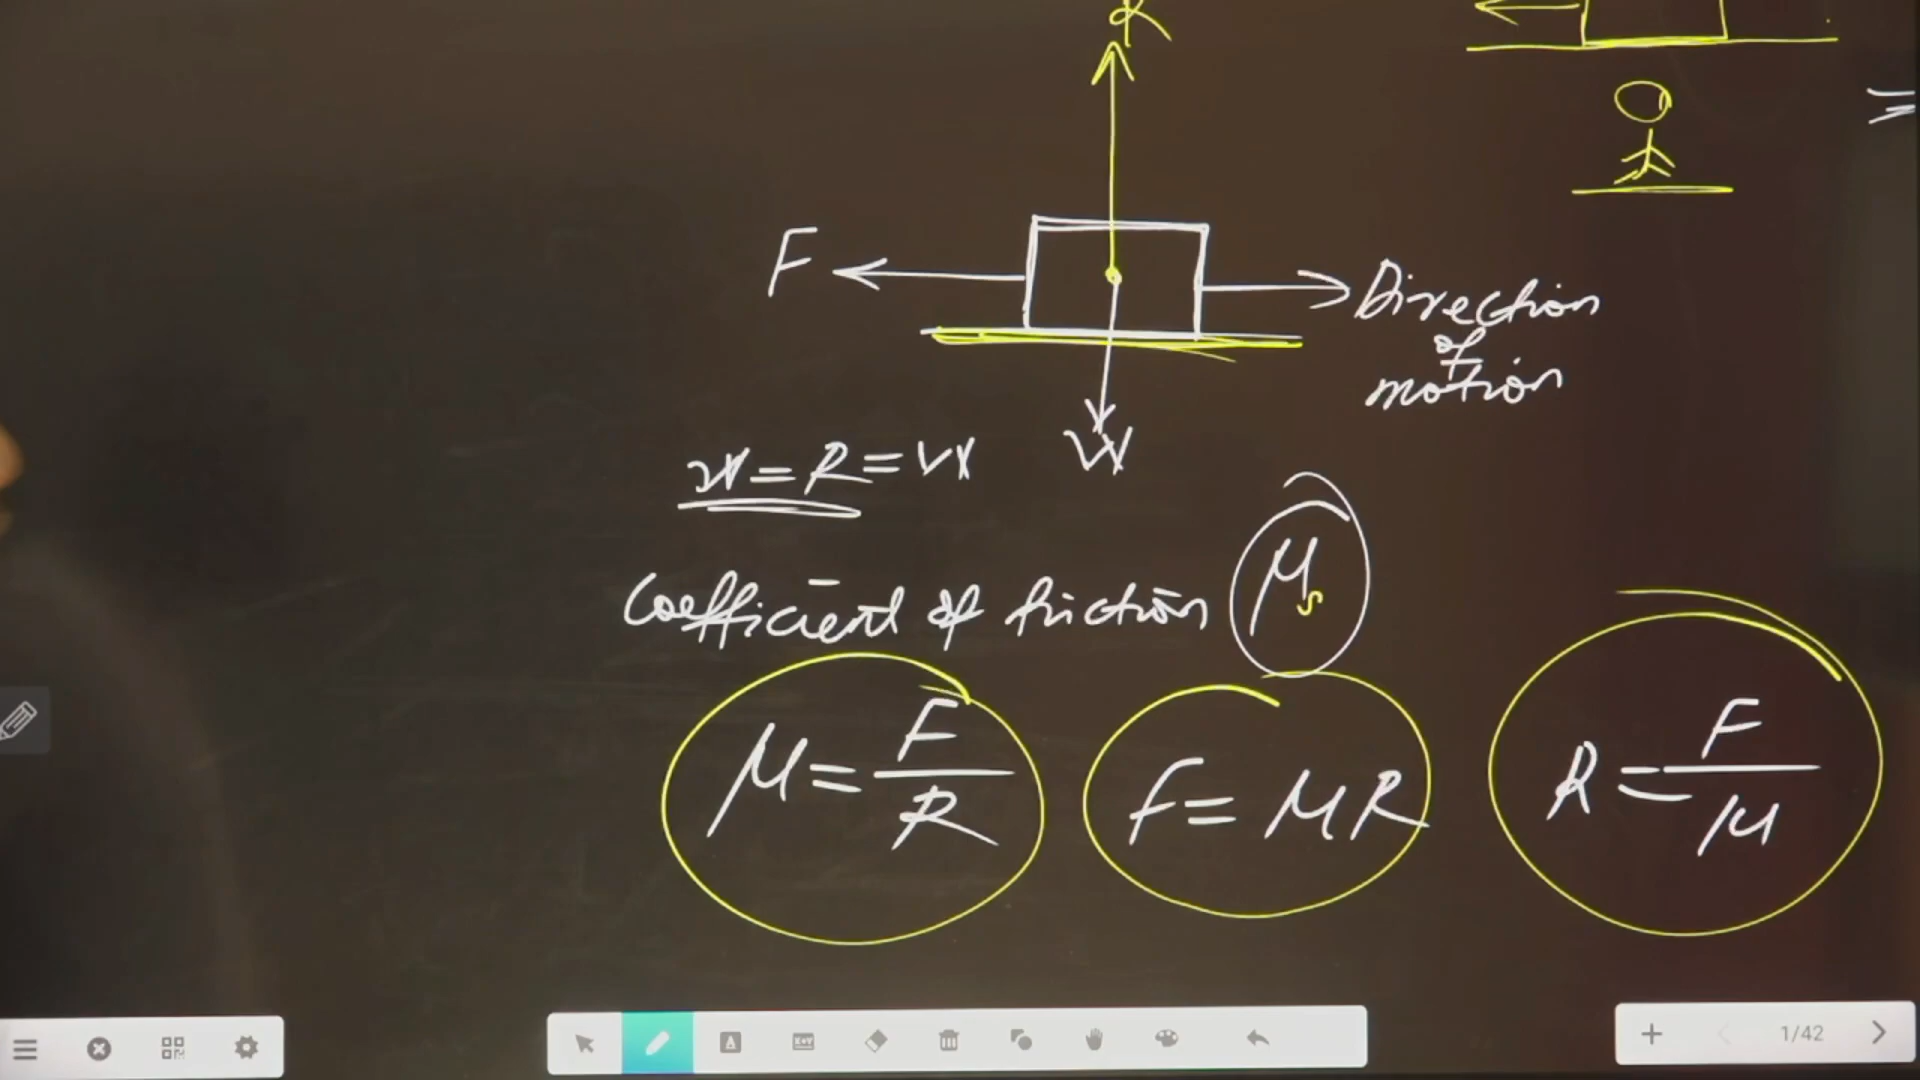 R
F
Direction
of
motion
W
= R = W
Coefficient of friction μs
μ = F/R
f = μR
R = F/μ
1/42